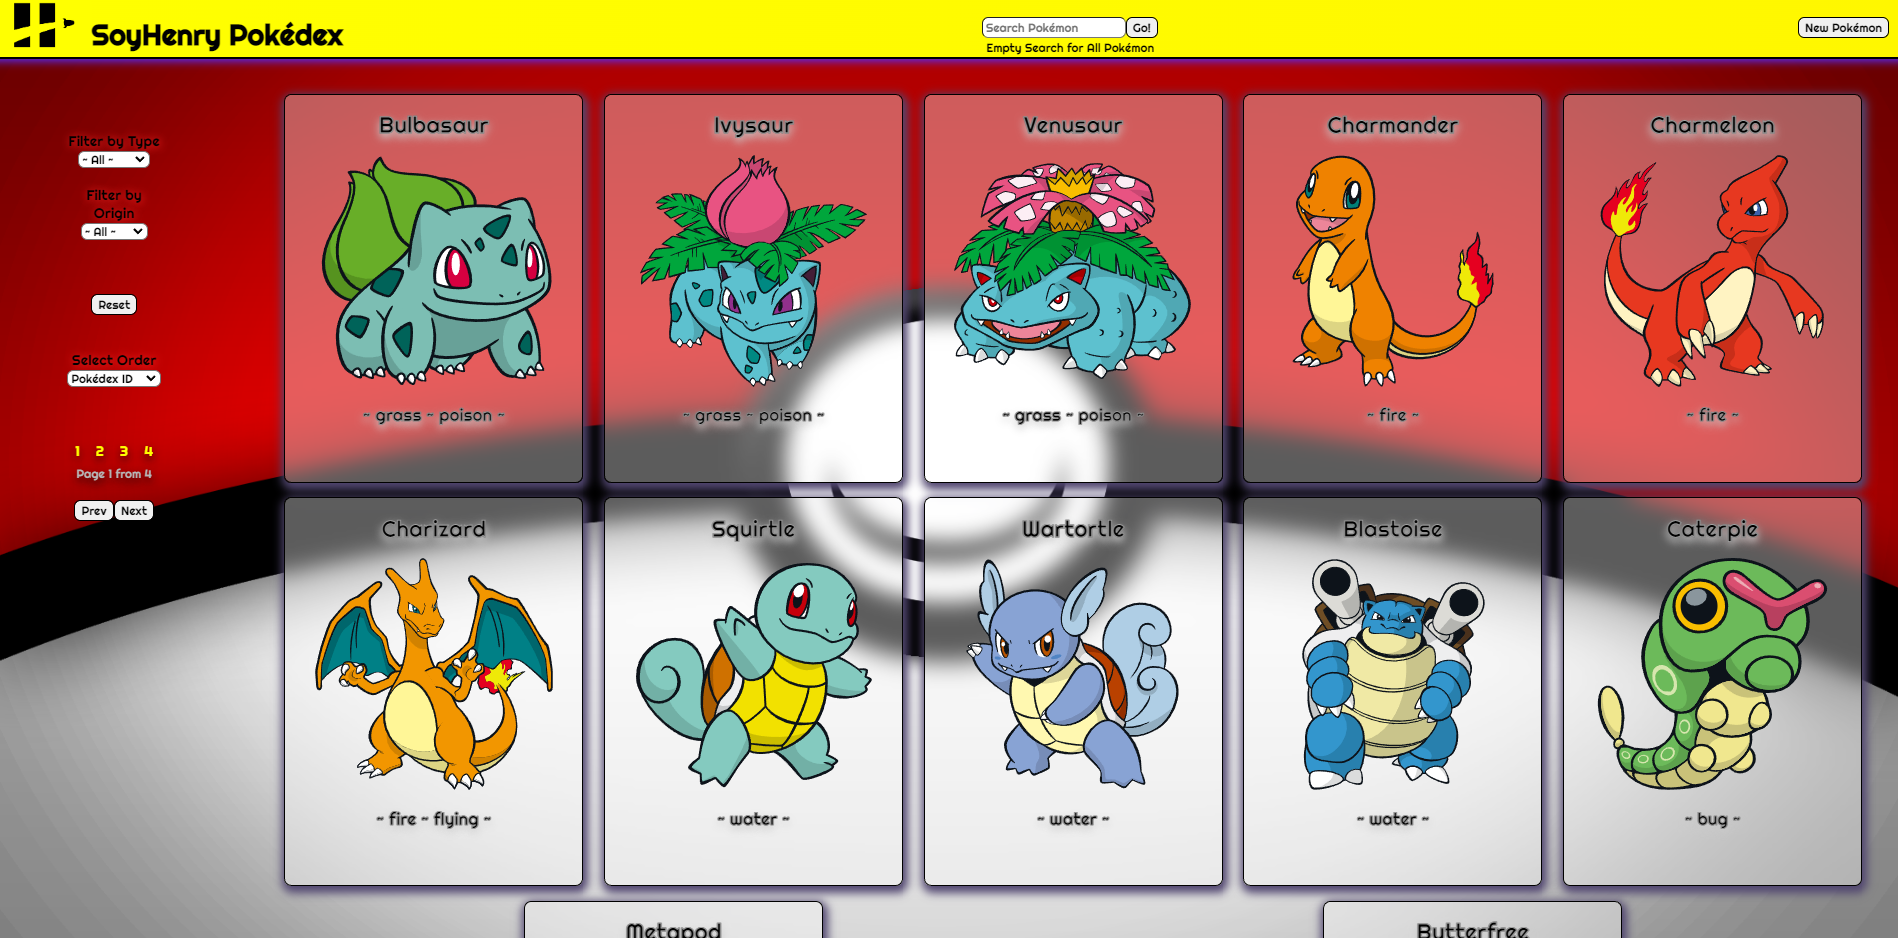 SoyHenry Pokédex
Search Pokémon
Go!
Empty Search for All Pokémon
New Pokémon
Filter by Type
~ All ~
Filter by
Origin
~ All ~
Reset
Select Order
Pokédex ID
1 2 3 4
Page 1 from 4
Prev
Next
Bulbasaur
~ grass ~ poison ~
Ivysaur
~ grass ~ poison ~
Venusaur
~ grass ~ poison ~
Charmander
~ fire ~
Charmeleon
~ fire ~
Charizard
~ fire ~ flying ~
Squirtle
~ water ~
Wartortle
~ water ~
Blastoise
~ water ~
Caterpie
~ bug ~
Metapod
Butterfree